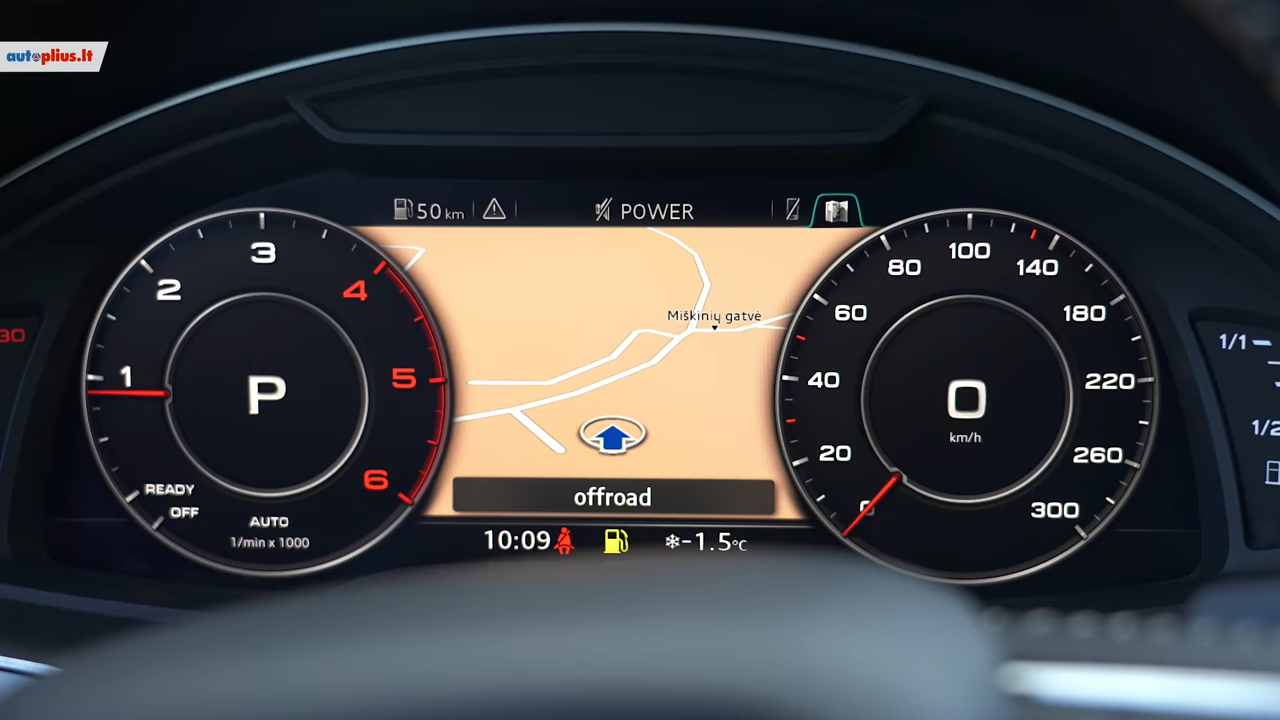 autoplius.lt
50 km
POWER
3
2
4
1
5
6
P
READY
OFF
AUTO
1/min x 1000
30
Miškinių gatvė
offroad
10:09
-1.5°C
100
80
140
60
180
40
220
20
260
0
300
0
km/h
1/1
1/2